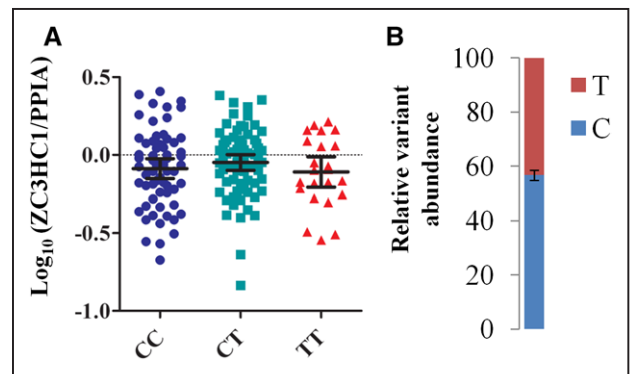 A
Log10 (ZC3HC1/PPIA)
0.5
0.0
-0.5
-1.0
CC
CT
TT
B
Relative variant
abundance
100
80
60
40
20
0
T
C